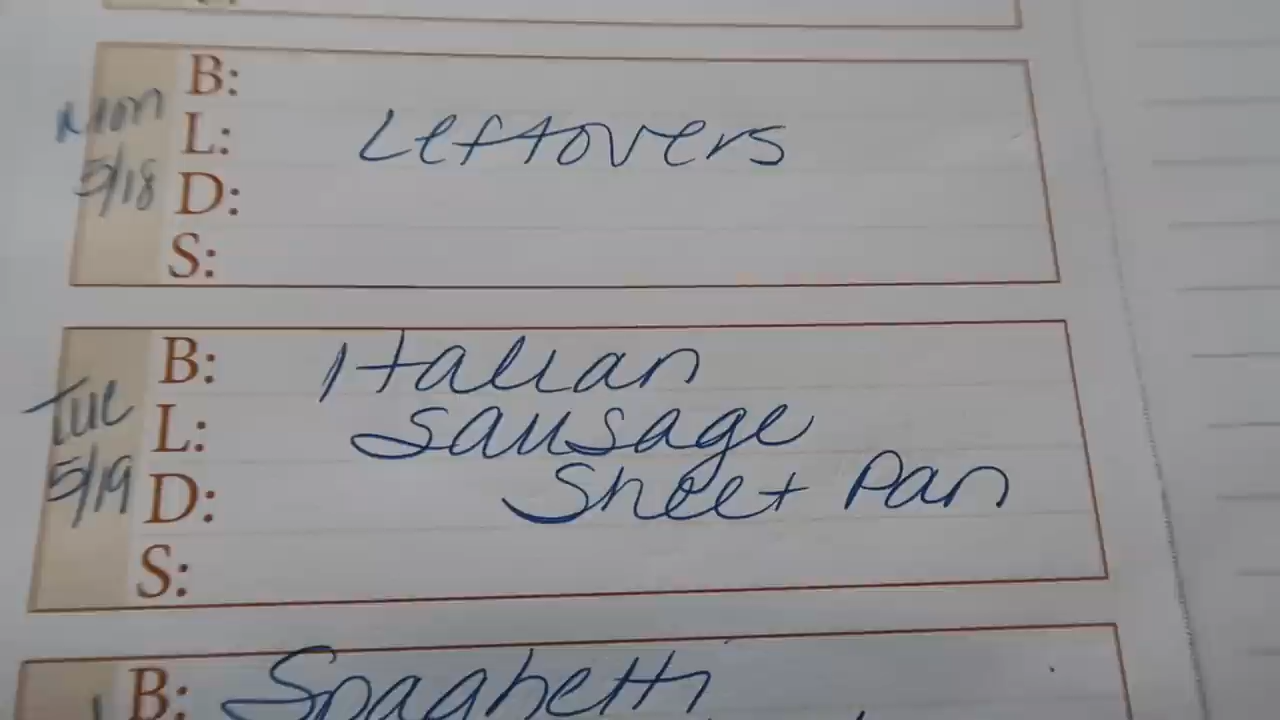 Mon
5/18
B:
L: Leftovers
D:
S:
Tue
5/19
B: Italian
L: Sausage
D: Sheet Pan
S:
B: Spaghetti